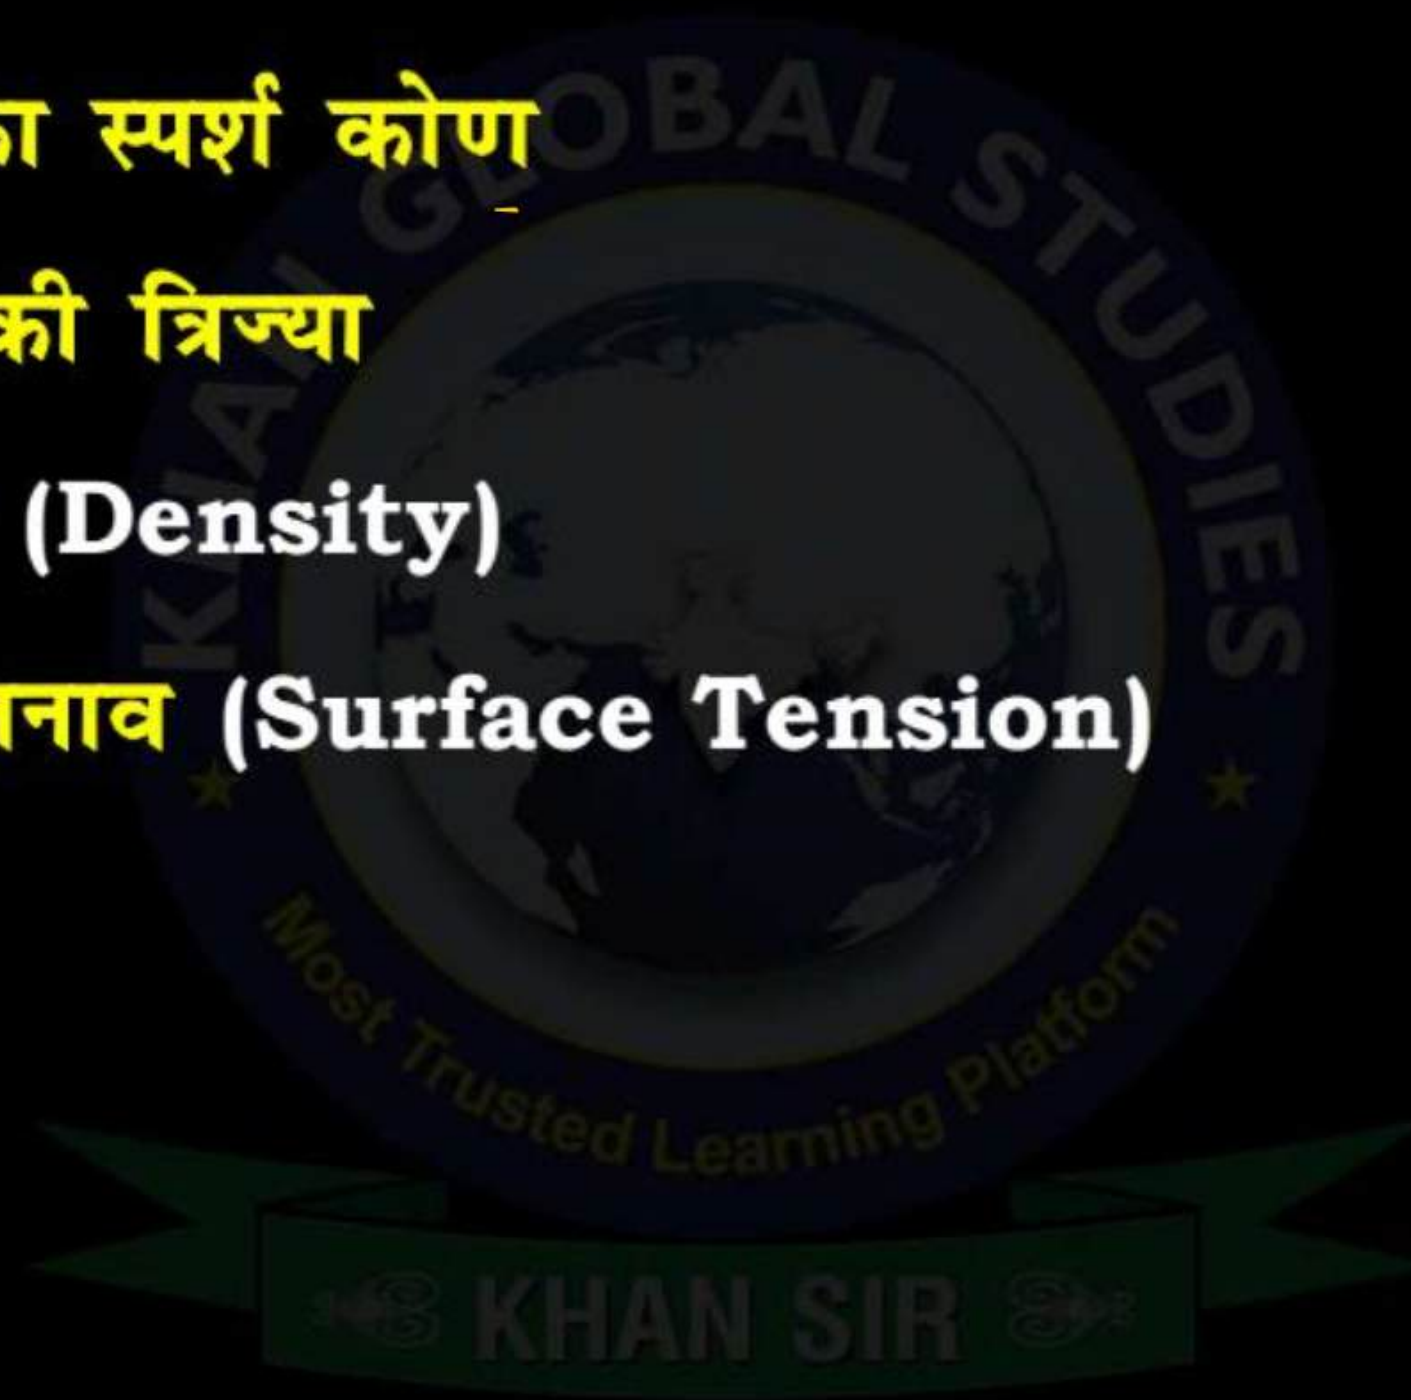 स्पर्श कोण
की त्रिज्या
(Density)
(Surface Tension)
KHAN GLOBAL STUDIES
Most Trusted Learning Platform
KHAN SIR